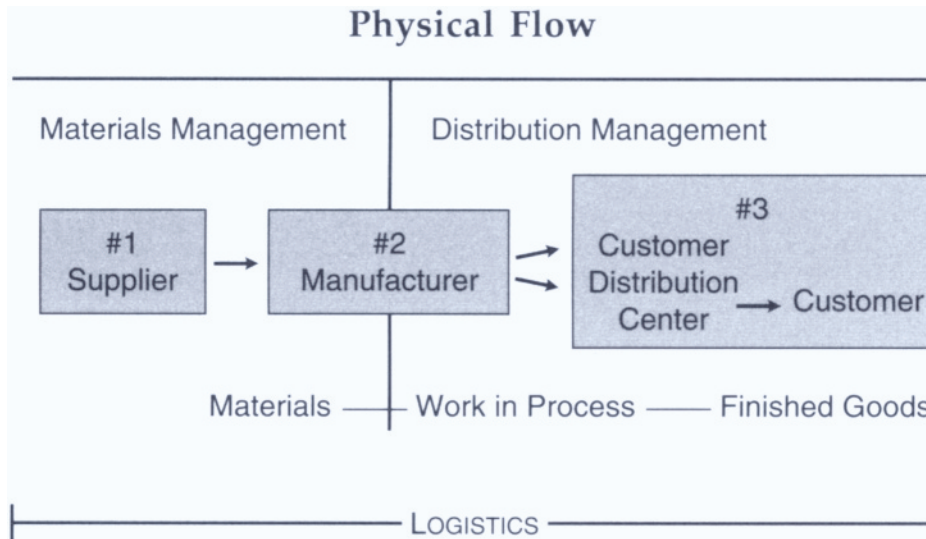 Physical Flow
Materials Management
Distribution Management
#1
Supplier
#2
Manufacturer
#3
Customer
Distribution
Center
Customer
Materials
Work in Process
Finished Goods
LOGISTICS